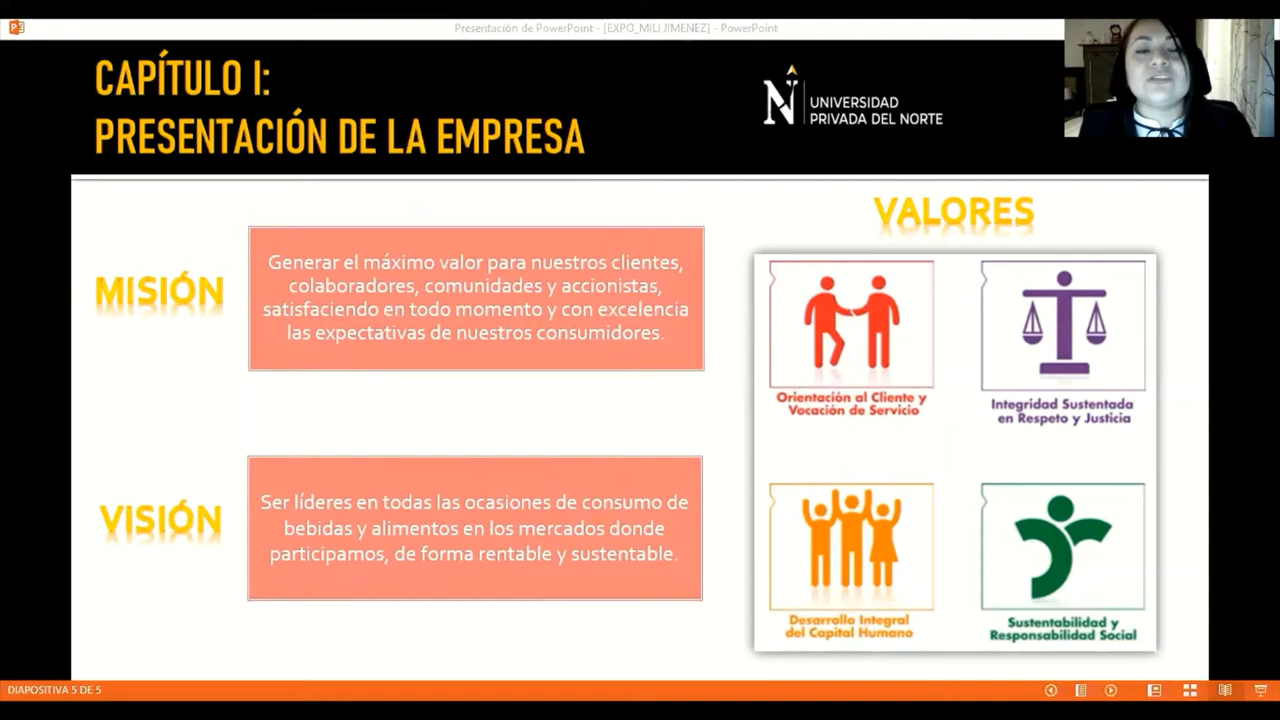 Presentación de PowerPoint - [EXPO_MILI JIMENEZ] - PowerPoint
CAPÍTULO I:
PRESENTACIÓN DE LA EMPRESA
UNIVERSIDAD
PRIVADA DEL NORTE
MISIÓN
Generar el máximo valor para nuestros clientes,
colaboradores, comunidades y accionistas,
satisfaciendo en todo momento y con excelencia
las expectativas de nuestros consumidores.
VISIÓN
Ser líderes en todas las ocasiones de consumo de
bebidas y alimentos en los mercados donde
participamos, de forma rentable y sustentable.
VALORES
Orientación al Cliente y
Vocación de Servicio
Integridad Sustentada
en Respeto y Justicia
Desarrollo Integral
del Capital Humano
Sustentabilidad y
Responsabilidad Social
DIAPOSITIVA 5 DE 5